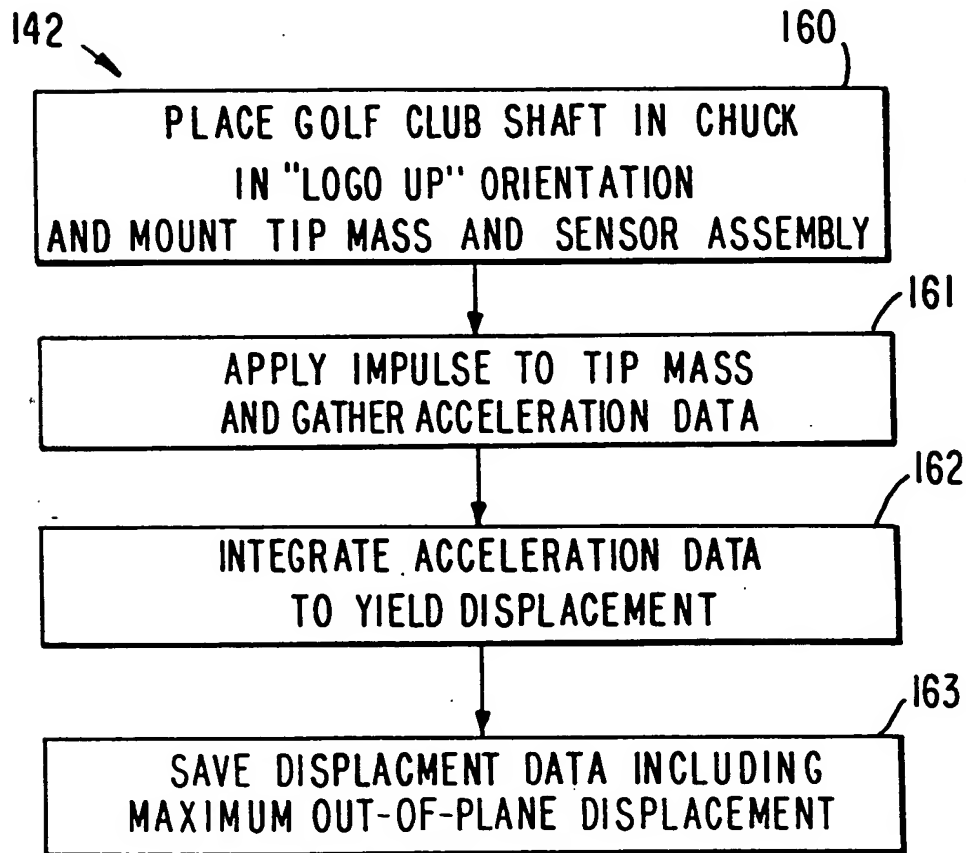 142
160
PLACE GOLF CLUB SHAFT IN CHUCK
IN "LOGO UP" ORIENTATION
AND MOUNT TIP MASS AND SENSOR ASSEMBLY
161
APPLY IMPULSE TO TIP MASS
AND GATHER ACCELERATION DATA
162
INTEGRATE ACCELERATION DATA
TO YIELD DISPLACEMENT
163
SAVE DISPLACMENT DATA INCLUDING
MAXIMUM OUT-OF-PLANE DISPLACEMENT